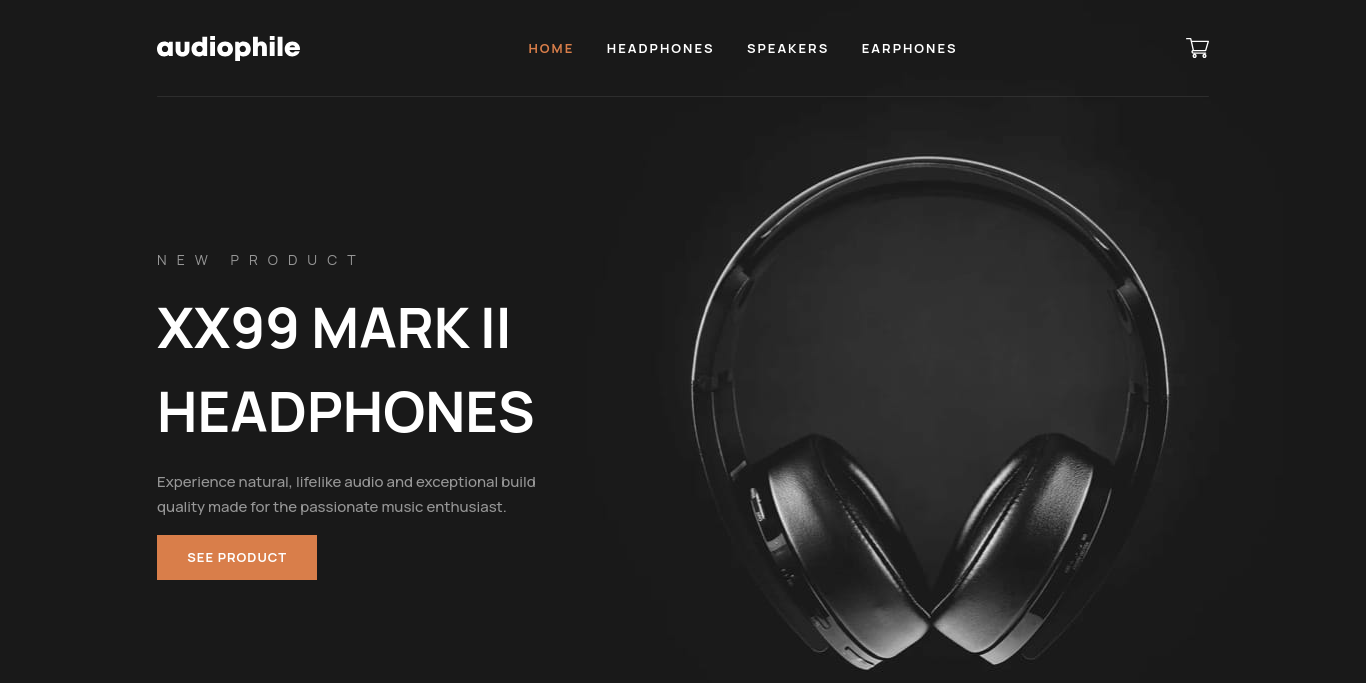 audiophile
HOME HEADPHONES SPEAKERS EARPHONES
NEW PRODUCT
XX99 MARK II
HEADPHONES
Experience natural, lifelike audio and exceptional build
quality made for the passionate music enthusiast.
SEE PRODUCT